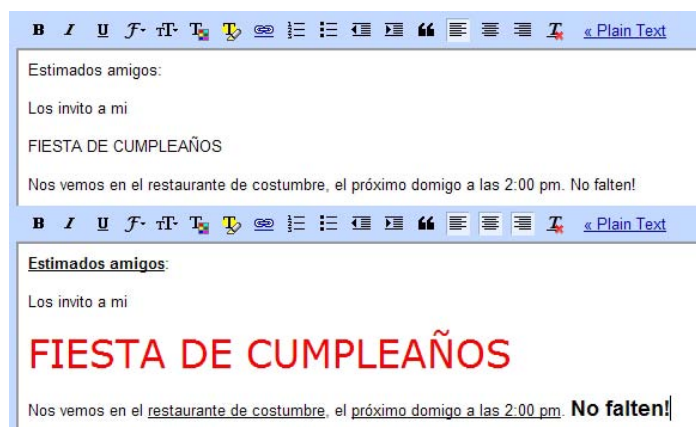 B I U F TT T « Plain Text
Estimados amigos:
Los invito a mi
FIESTA DE CUMPLEAÑOS
Nos vemos en el restaurante de costumbre, el próximo domigo a las 2:00 pm. No falten!
B I U F TT T « Plain Text
Estimados amigos:
Los invito a mi
FIESTA DE CUMPLEAÑOS
Nos vemos en el restaurante de costumbre, el próximo domigo a las 2:00 pm. No falten!